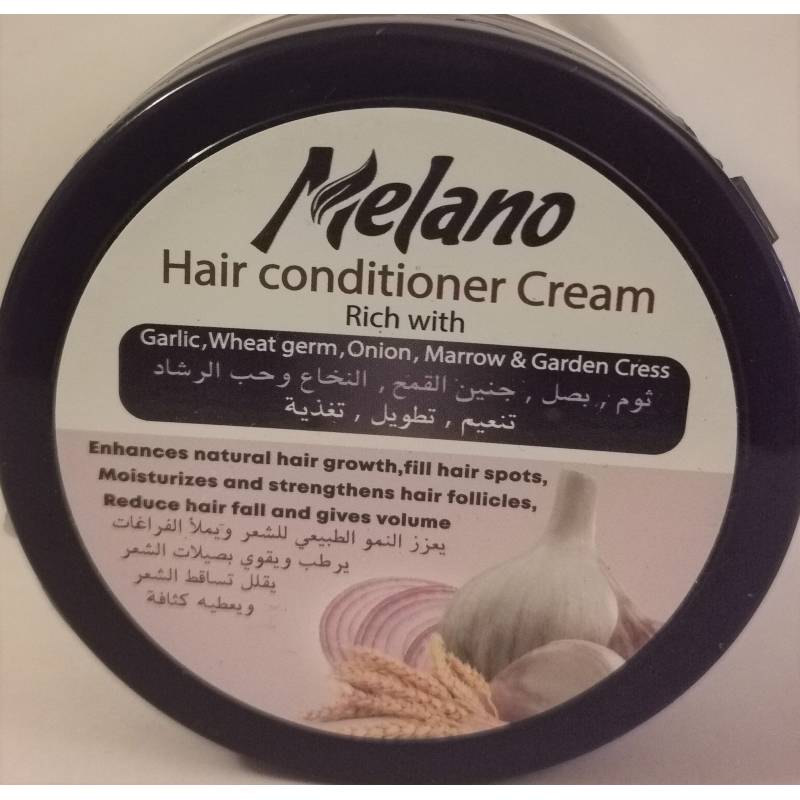 Melano
Hair conditioner Cream
Rich with
Garlic,Wheat germ,Onion, Marrow & Garden Cress
ثوم , بصل , جنين القمح , النخاع وحب الرشاد
تنعيم , تطويل , تغذية
Enhances natural hair growth,fill hair spots,
Moisturizes and strengthens hair follicles,
Reduce hair fall and gives volume
يعزز النمو الطبيعي للشعر ويملأ الفراغات
يرطب ويقوي بصيلات الشعر
يقلل تساقط الشعر
ويعطيه كثافة